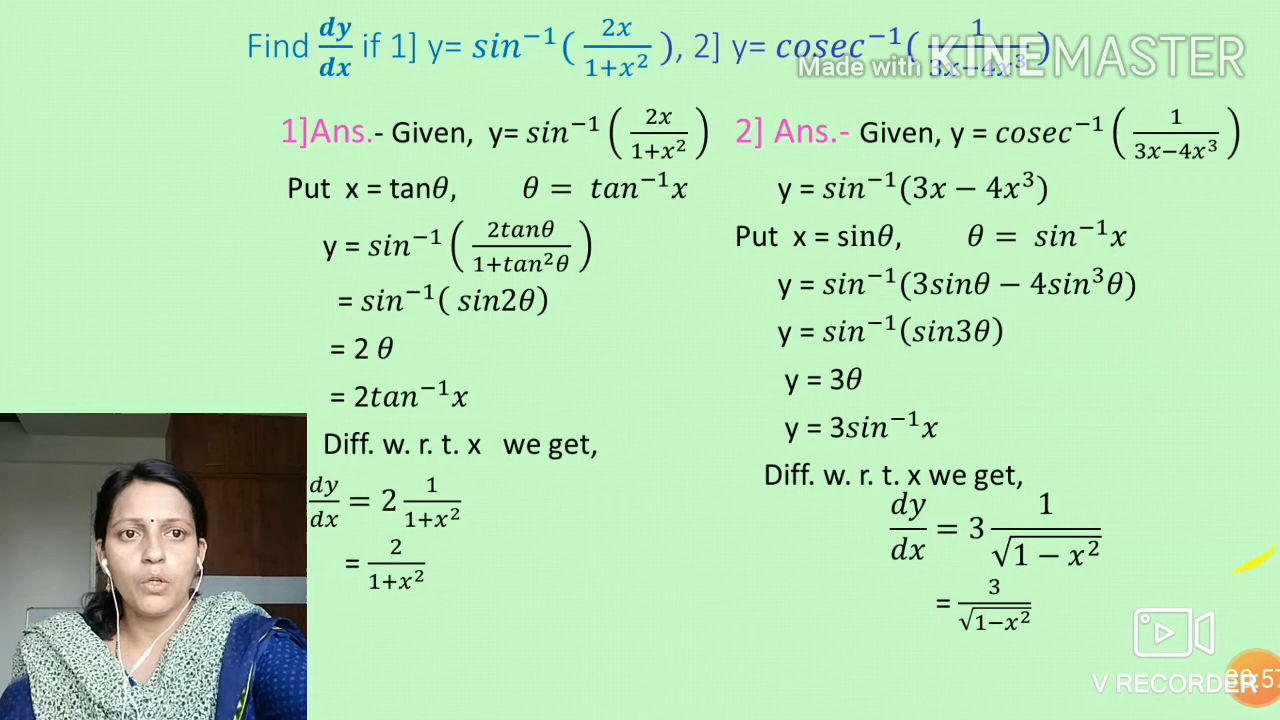 Find dy/dx if 1] y= sin⁻¹(2x/1+x²), 2] y= cosec⁻¹(1/3x−4x³)
Made with KINEMASTER
1]Ans.- Given, y= sin⁻¹(2x/1+x²)
Put x = tanθ, θ = tan⁻¹x
y = sin⁻¹(2tanθ/1+tan²θ)
= sin⁻¹( sin2θ)
= 2 θ
= 2tan⁻¹x
Diff. w. r. t. x we get,
dy/dx = 2 1/1+x²
= 2/1+x²
2] Ans.- Given, y = cosec⁻¹(1/3x−4x³)
y = sin⁻¹(3x − 4x³)
Put x = sinθ, θ = sin⁻¹x
y = sin⁻¹(3sinθ − 4sin³θ)
y = sin⁻¹(sin3θ)
y = 3θ
y = 3sin⁻¹x
Diff. w. r. t. x we get,
dy/dx = 3 1/√1 − x²
= 3/√1−x²
V RECORDER